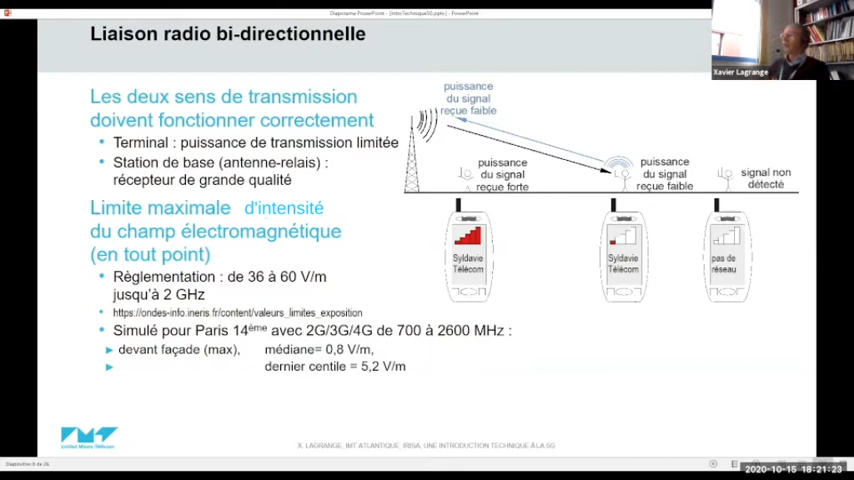 Diaporama PowerPoint - [IntroTechnique5G.pptx] - PowerPoint
Xavier Lagrange
Liaison radio bi-directionnelle
Les deux sens de transmission
doivent fonctionner correctement
• Terminal : puissance de transmission limitée
• Station de base (antenne-relais) :
récepteur de grande qualité
Limite maximale d'intensité
du champ électromagnétique
(en tout point)
• Règlementation : de 36 à 60 V/m
jusqu'à 2 GHz
• https://ondes-info.ineris.fr/content/valeurs_limites_exposition
• Simulé pour Paris 14ème avec 2G/3G/4G de 700 à 2600 MHz :
► devant façade (max), médiane= 0,8 V/m,
► dernier centile = 5,2 V/m
puissance
du signal
reçue faible
puissance
du signal
reçue forte
puissance
du signal
reçue faible
signal non
détecté
Syldavie
Télécom
Syldavie
Télécom
pas de
réseau
Institut Mines-Télécom
X. LAGRANGE, IMT ATLANTIQUE, IRISA, UNE INTRODUCTION TECHNIQUE À LA 5G
2020-10-15 18:21:23